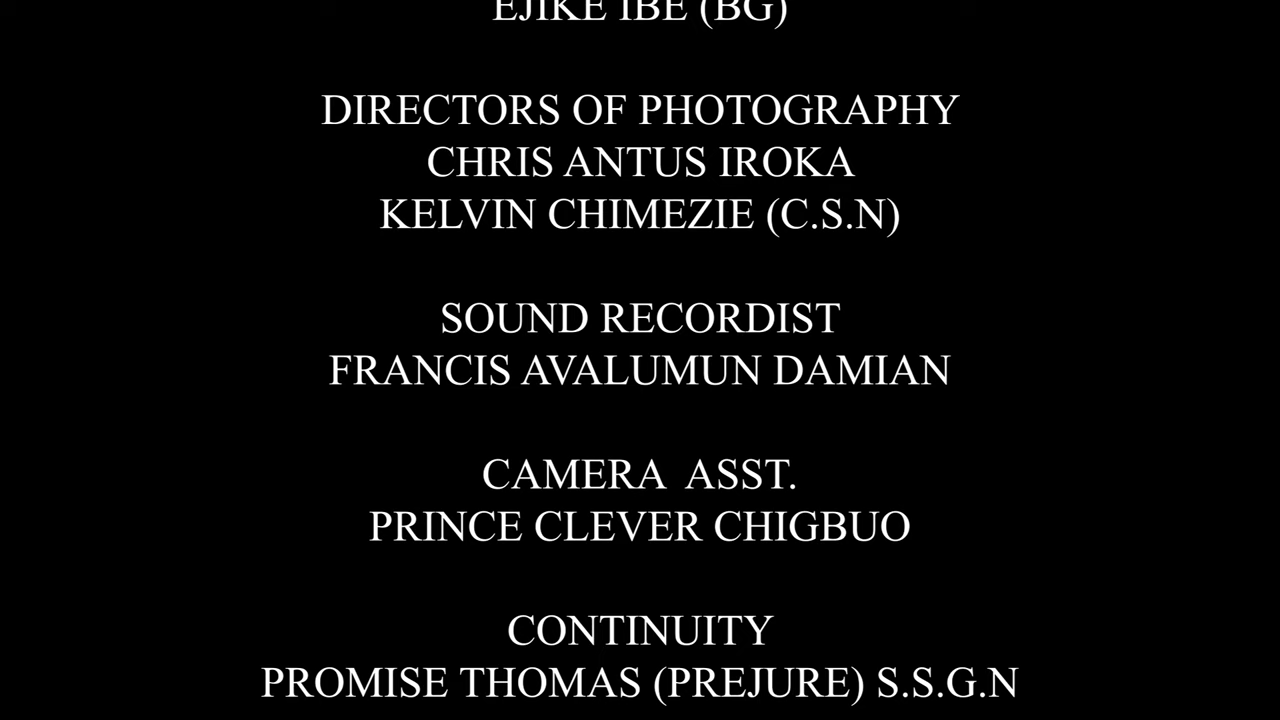 EJIKE IBE (BG)
DIRECTORS OF PHOTOGRAPHY
CHRIS ANTUS IROKA
KELVIN CHIMEZIE (C.S.N)
SOUND RECORDIST
FRANCIS AVALUMUN DAMIAN
CAMERA  ASST.
PRINCE CLEVER CHIGBUO
CONTINUITY
PROMISE THOMAS (PREJURE) S.S.G.N